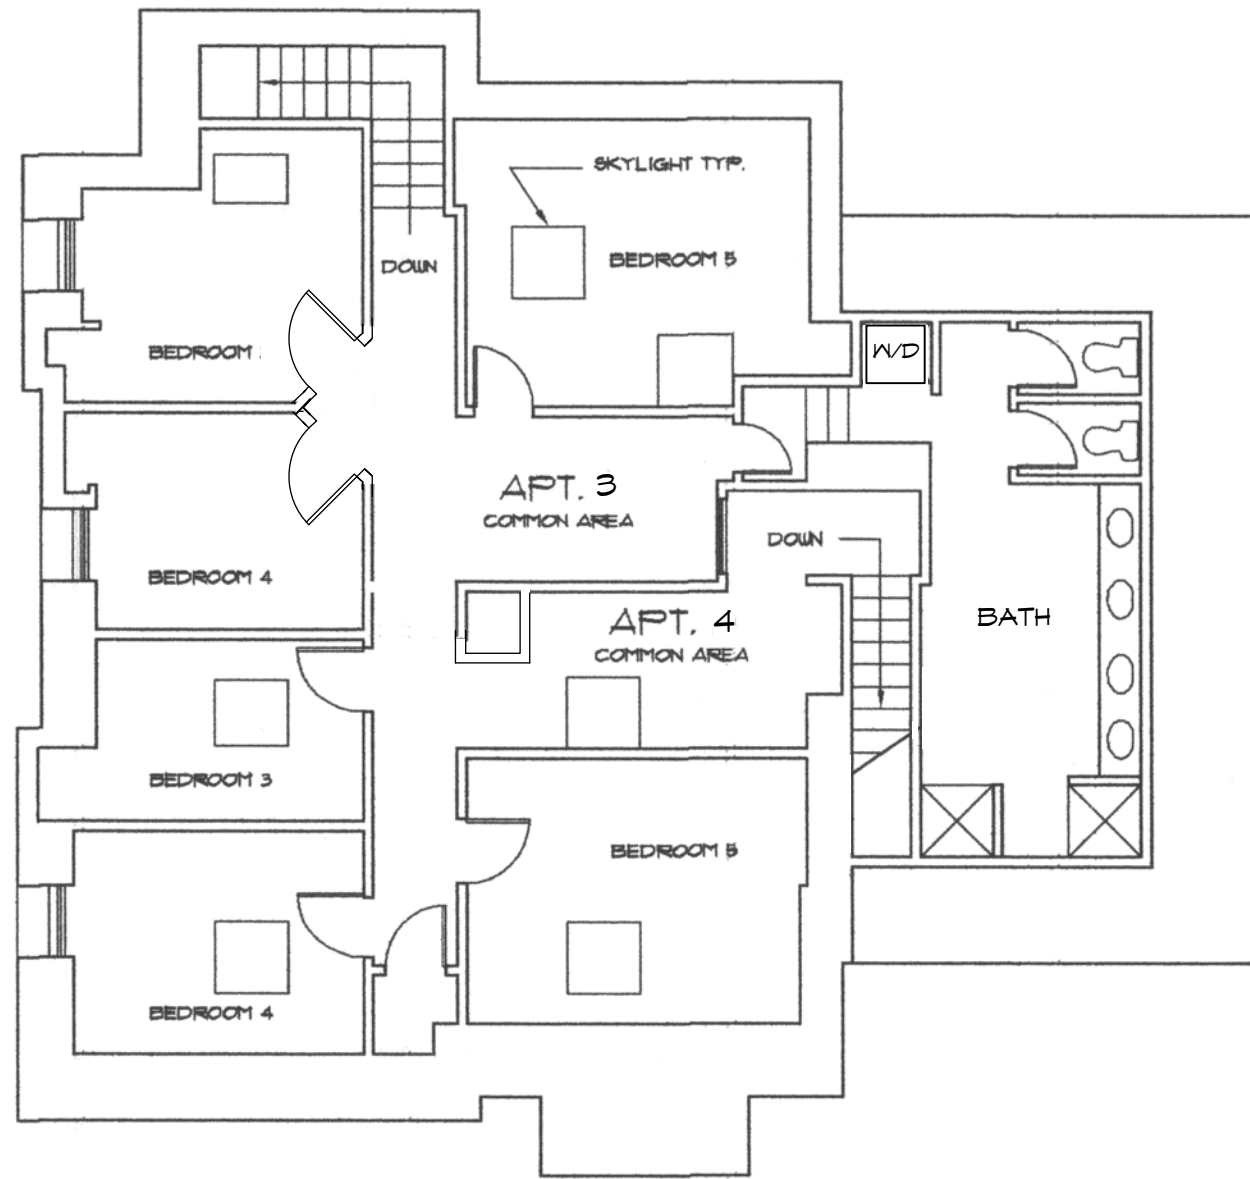 SKYLIGHT TYP.
BEDROOM 5
DOWN
W/D
BEDROOM
APT. 3
COMMON AREA
DOWN
BEDROOM 4
APT. 4
COMMON AREA
BATH
BEDROOM 3
BEDROOM 5
BEDROOM 4